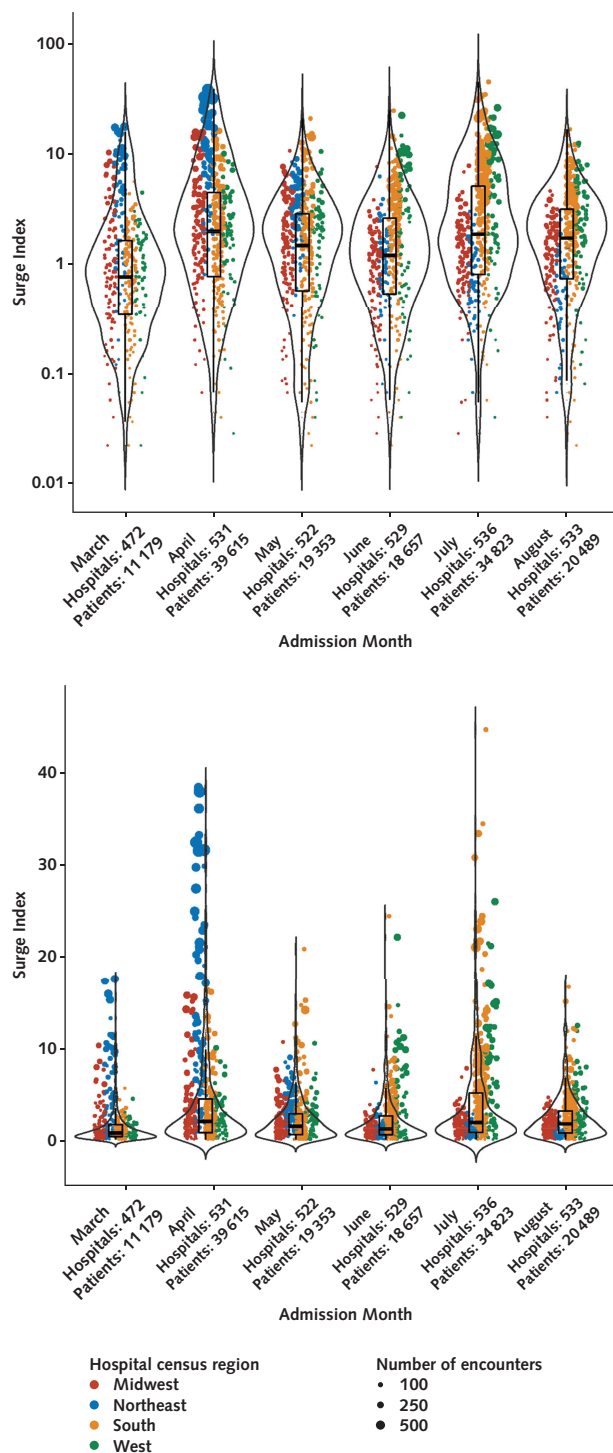 100
10
1
0.1
0.01
Surge Index
March
Hospitals: 472
Patients: 11 179
April
Hospitals: 531
Patients: 39 615
May
Hospitals: 522
Patients: 19 353
June
Hospitals: 529
Patients: 18 657
July
Hospitals: 536
Patients: 34 823
August
Hospitals: 533
Patients: 20 489
Admission Month
40
30
20
10
0
Surge Index
March
Hospitals: 472
Patients: 11 179
April
Hospitals: 531
Patients: 39 615
May
Hospitals: 522
Patients: 19 353
June
Hospitals: 529
Patients: 18 657
July
Hospitals: 536
Patients: 34 823
August
Hospitals: 533
Patients: 20 489
Admission Month
Hospital census region
Midwest
Northeast
South
West
Number of encounters
100
250
500